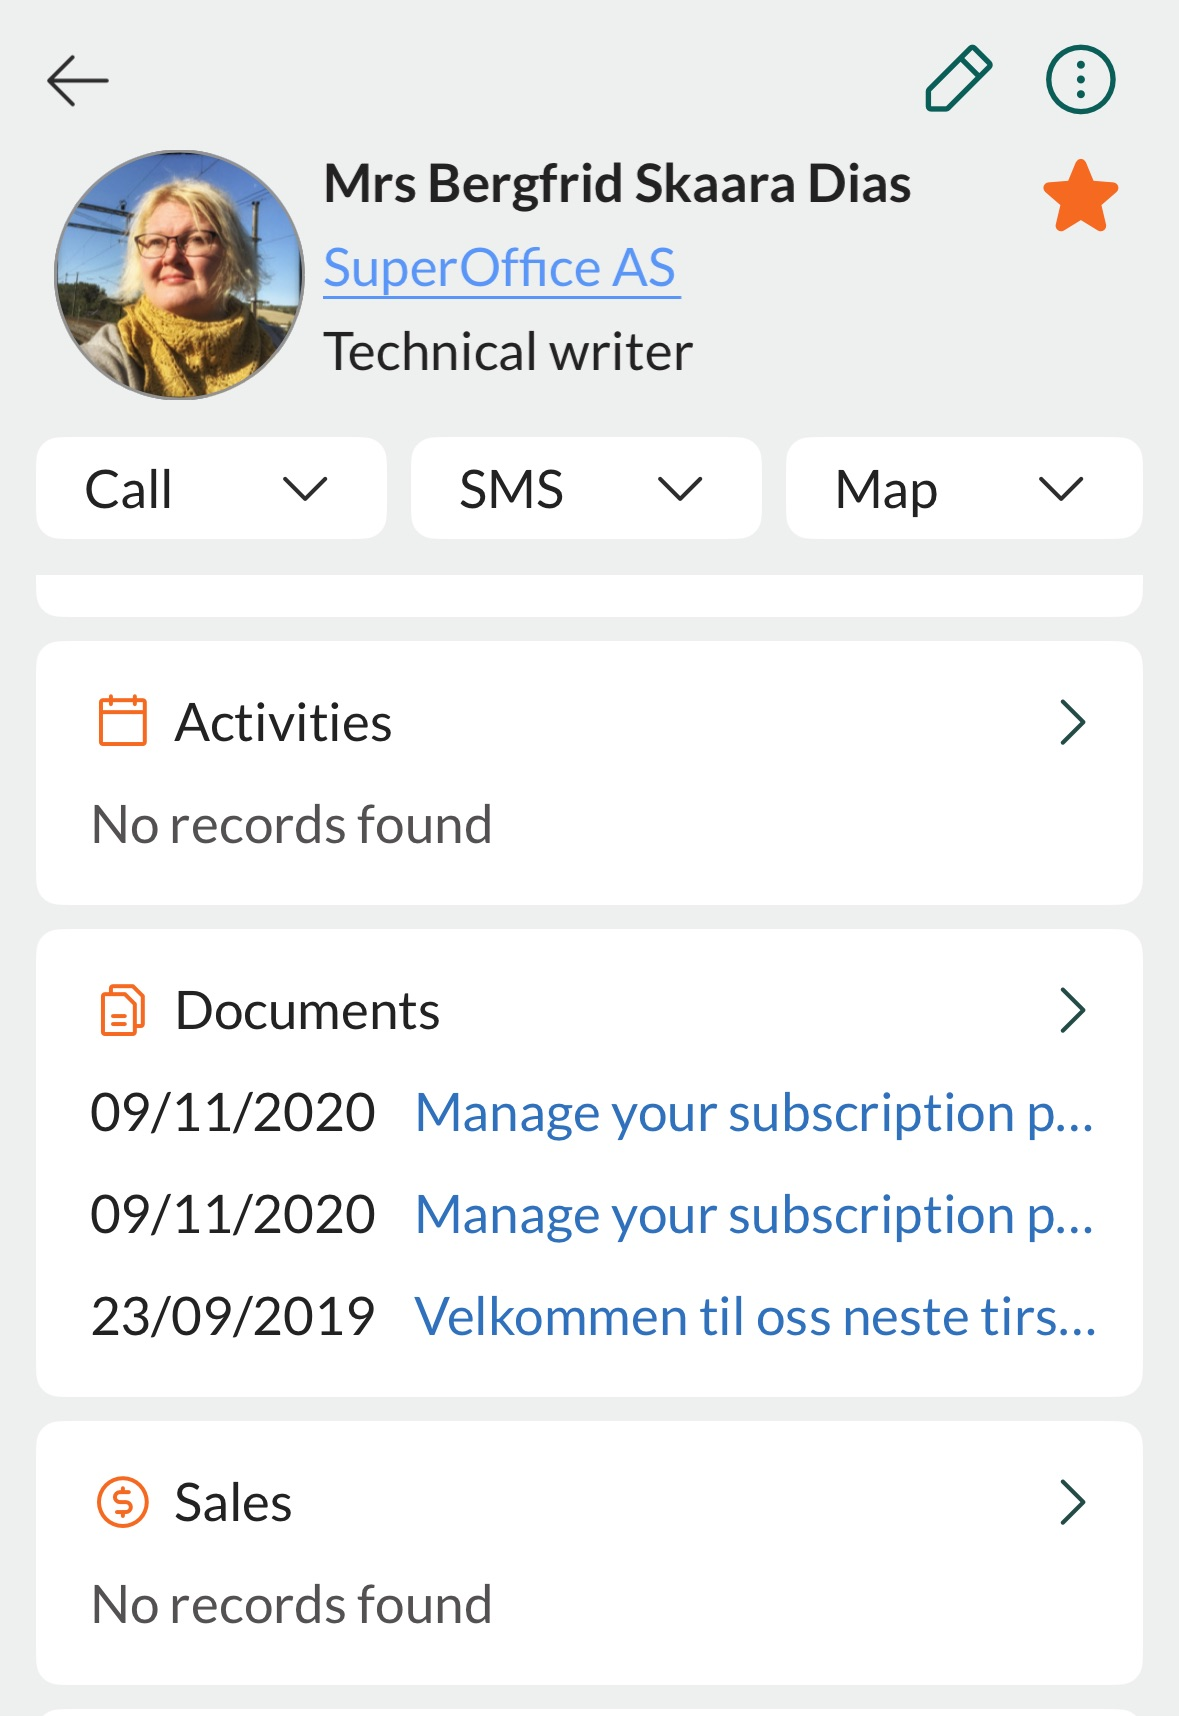 Mrs Bergfrid Skaara Dias
SuperOffice AS
Technical writer
Call SMS Map
Activities
No records found
Documents
09/11/2020 Manage your subscription p...
09/11/2020 Manage your subscription p...
23/09/2019 Velkommen til oss neste tirs...
Sales
No records found